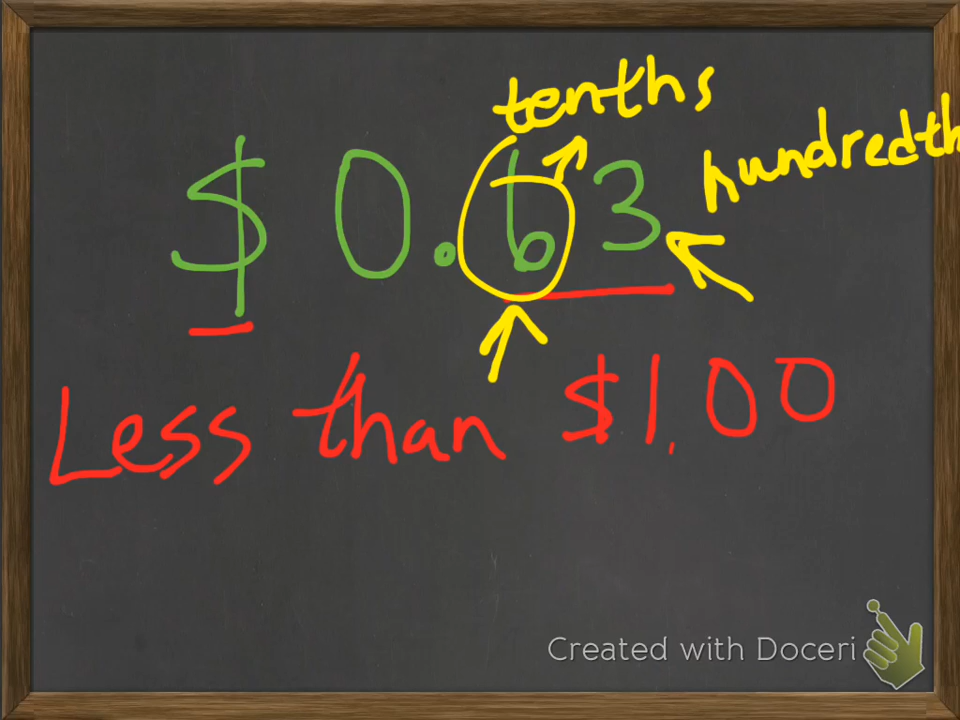 tenths
hundredth
$0.63
Less than $1.00
Created with Doceri